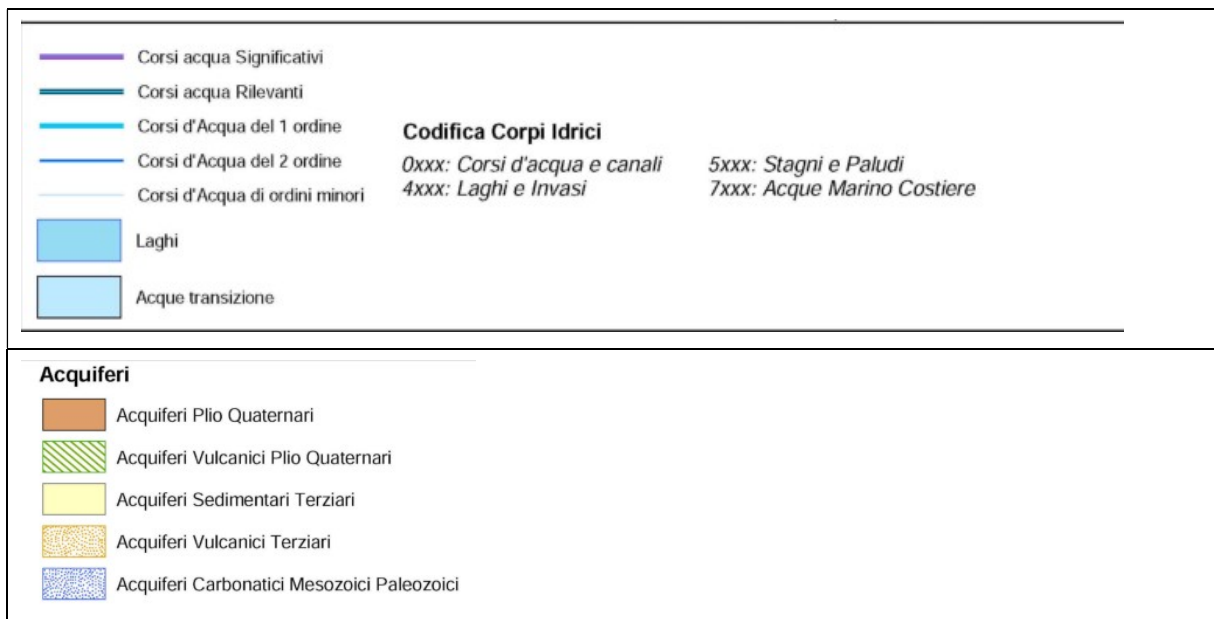 Corsi acqua Significativi
Corsi acqua Rilevanti
Corsi d'Acqua del 1 ordine
Corsi d'Acqua del 2 ordine
Corsi d'Acqua di ordini minori
Laghi
Acque transizione
Codifica Corpi Idrici
0xxx: Corsi d'acqua e canali 5xxx: Stagni e Paludi
4xxx: Laghi e Invasi 7xxx: Acque Marino Costiere
Acquiferi
Acquiferi Plio Quaternari
Acquiferi Vulcanici Plio Quaternari
Acquiferi Sedimentari Terziari
Acquiferi Vulcanici Terziari
Acquiferi Carbonatici Mesozoici Paleozoici